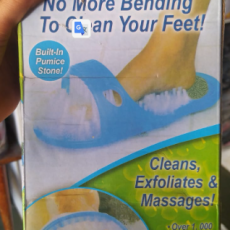 No More Bending
To Clean Your Feet!
Built-In
Pumice
Stone!
Cleans,
Exfoliates &
Massages!